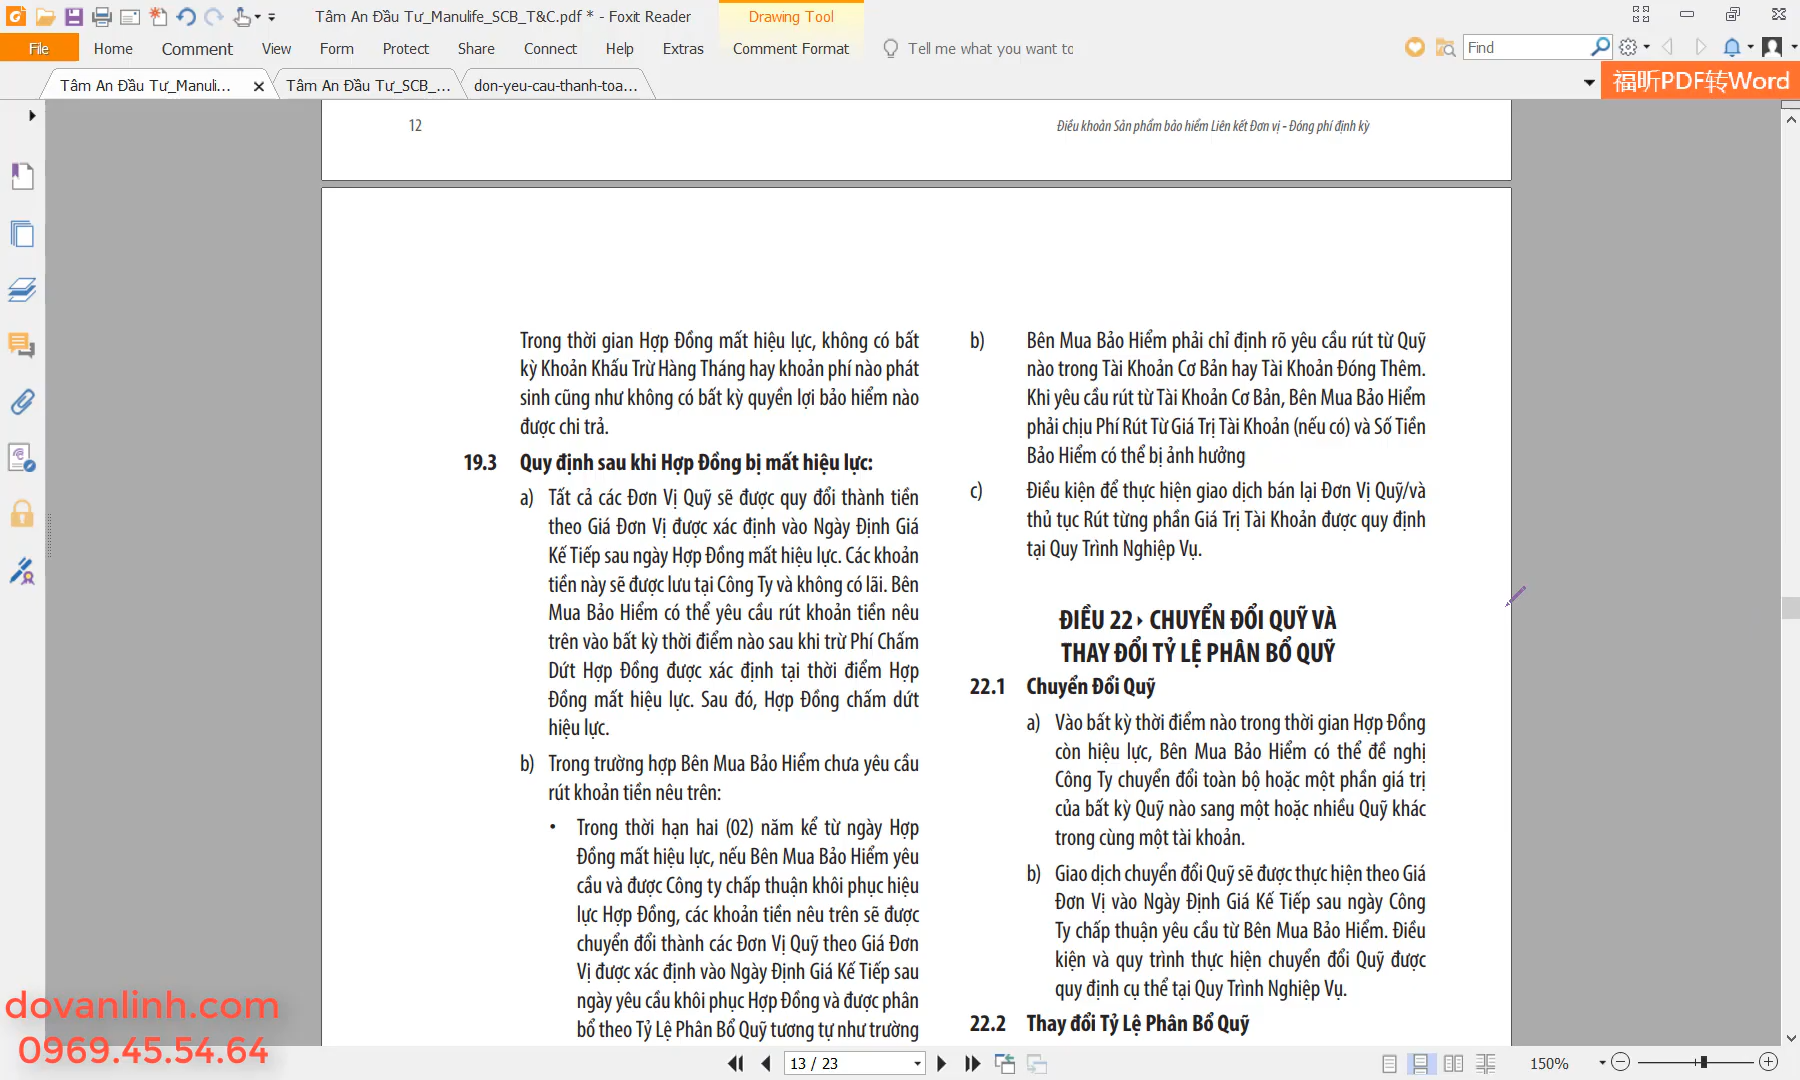 Tâm An Đầu Tư_Manulife_SCB_T&C.pdf * - Foxit Reader
Drawing Tool
File Home Comment View Form Protect Share Connect Help Extras Comment Format Tell me what you want to Find
Tâm An Đầu Tư_Manuli... Tâm An Đầu Tư_SCB_... don-yeu-cau-thanh-toa...
福昕PDF转Word
12
Điều khoản Sản phẩm bảo hiểm Liên kết Đơn vị - Đóng phí định kỳ
Trong thời gian Hợp Đồng mất hiệu lực, không có bất
kỳ Khoản Khấu Trừ Hàng Tháng hay khoản phí nào phát
sinh cũng như không có bất kỳ quyền lợi bảo hiểm nào
được chi trả.
19.3 Quy định sau khi Hợp Đồng bị mất hiệu lực:
a) Tất cả các Đơn Vị Quỹ sẽ được quy đổi thành tiền
theo Giá Đơn Vị được xác định vào Ngày Định Giá
Kế Tiếp sau ngày Hợp Đồng mất hiệu lực. Các khoản
tiền này sẽ được lưu tại Công Ty và không có lãi. Bên
Mua Bảo Hiểm có thể yêu cầu rút khoản tiền nêu
trên vào bất kỳ thời điểm nào sau khi trừ Phí Chấm
Dứt Hợp Đồng được xác định tại thời điểm Hợp
Đồng mất hiệu lực. Sau đó, Hợp Đồng chấm dứt
hiệu lực.
b) Trong trường hợp Bên Mua Bảo Hiểm chưa yêu cầu
rút khoản tiền nêu trên:
• Trong thời hạn hai (02) năm kể từ ngày Hợp
Đồng mất hiệu lực, nếu Bên Mua Bảo Hiểm yêu
cầu và được Công ty chấp thuận khôi phục hiệu
lực Hợp Đồng, các khoản tiền nêu trên sẽ được
chuyển đổi thành các Đơn Vị Quỹ theo Giá Đơn
Vị được xác định vào Ngày Định Giá Kế Tiếp sau
ngày yêu cầu khôi phục Hợp Đồng và được phân
bổ theo Tỷ Lệ Phân Bổ Quỹ tương tự như trường
b) Bên Mua Bảo Hiểm phải chỉ định rõ yêu cầu rút từ Quỹ
nào trong Tài Khoản Cơ Bản hay Tài Khoản Đóng Thêm.
Khi yêu cầu rút từ Tài Khoản Cơ Bản, Bên Mua Bảo Hiểm
phải chịu Phí Rút Từ Giá Trị Tài Khoản (nếu có) và Số Tiền
Bảo Hiểm có thể bị ảnh hưởng
c) Điều kiện để thực hiện giao dịch bán lại Đơn Vị Quỹ/và
thủ tục Rút từng phần Giá Trị Tài Khoản được quy định
tại Quy Trình Nghiệp Vụ.
ĐIỀU 22 ▸ CHUYỂN ĐỔI QUỸ VÀ
THAY ĐỔI TỶ LỆ PHÂN BỔ QUỸ
22.1 Chuyển Đổi Quỹ
a) Vào bất kỳ thời điểm nào trong thời gian Hợp Đồng
còn hiệu lực, Bên Mua Bảo Hiểm có thể đề nghị
Công Ty chuyển đổi toàn bộ hoặc một phần giá trị
của bất kỳ Quỹ nào sang một hoặc nhiều Quỹ khác
trong cùng một tài khoản.
b) Giao dịch chuyển đổi Quỹ sẽ được thực hiện theo Giá
Đơn Vị vào Ngày Định Giá Kế Tiếp sau ngày Công
Ty chấp thuận yêu cầu từ Bên Mua Bảo Hiểm. Điều
kiện và quy trình thực hiện chuyển đổi Quỹ được
quy định cụ thể tại Quy Trình Nghiệp Vụ.
22.2 Thay đổi Tỷ Lệ Phân Bổ Quỹ
dovanlinh.com
0969.45.54.64
13 / 23
150%